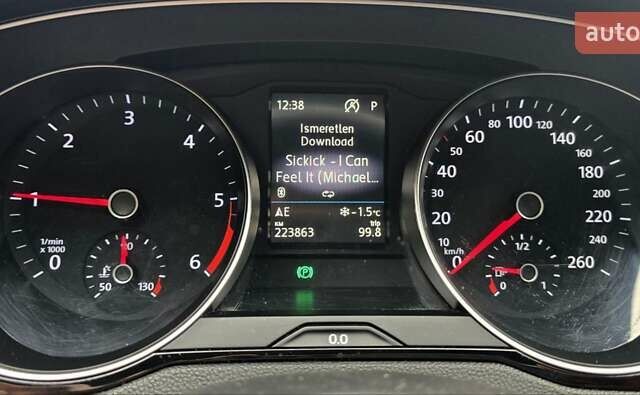 auto
12:38 P
Ismeretlen
Download
Sickick - I Can
Feel It (Michael...
Æ -1.5°C
KM trip
223863 99.8
0 1 2 3 4 5 6
1/min
x 1000
50 90 130
0 10 20 30 40 50 60 80 100 120 140 160 180 200 220 240 260
km/h
0 1/2 1
(P)
0.0